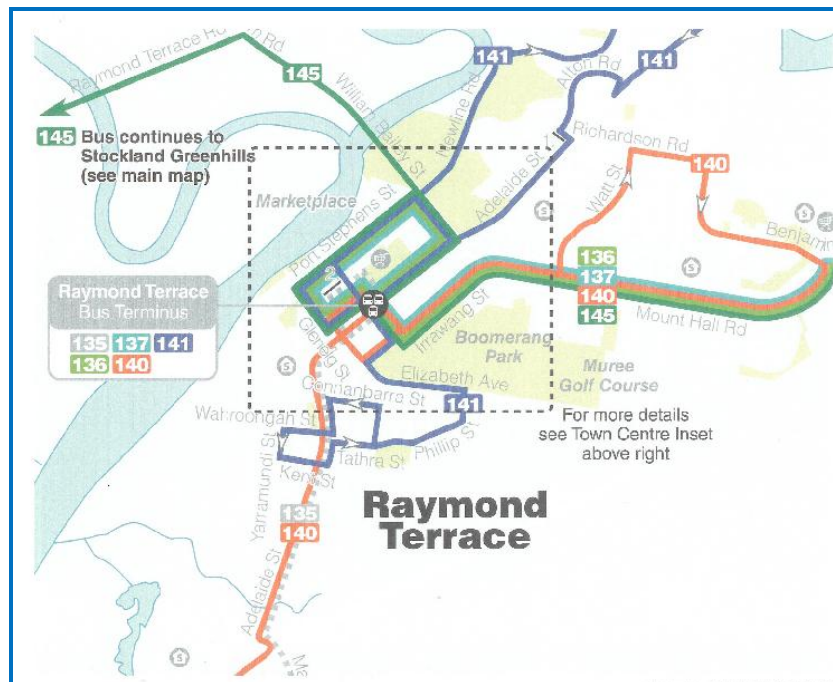 Raymond Terrace Rd
145
William Bailey St
141
Newline Rd
Alton Rd
141
Richardson Rd
140
145 Bus continues to
Stockland Greenhills
(see main map)
Marketplace
Port Stephens St
Adelaide St
Watt St
Benjamin
136
137
140
145
Mount Hall Rd
Raymond Terrace
Bus Terminus
135 137 141
136 140
Glenelg St
Irrawang St
Boomerang
Park
Muree
Golf Course
Elizabeth Ave
Connanbarra St
141
For more details
see Town Centre Inset
above right
Wahroongah St
Tathra St
Phillip St
Kent St
Yarramundi St
Raymond
Terrace
135
140
Adelaide St